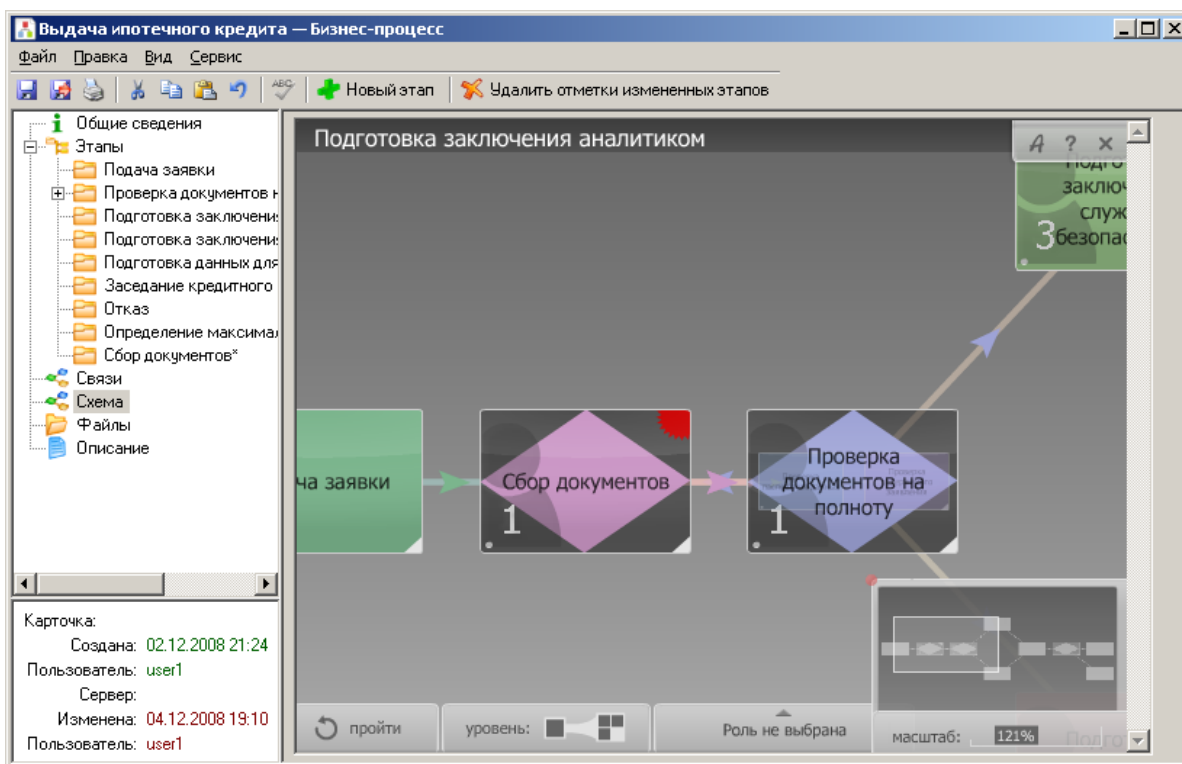 Выдача ипотечного кредита — Бизнес-процесс
Файл Правка Вид Сервис
ABC Новый этап Удалить отметки измененных этапов
Общие сведения
Этапы
Подача заявки
Проверка документов н
Подготовка заключени
Подготовка заключени
Подготовка данных для
Заседание кредитного
Отказ
Определение максимал
Сбор документов*
Связи
Схема
Файлы
Описание
Карточка:
Создана: 02.12.2008 21:24
Пользователь: user1
Сервер:
Изменена: 04.12.2008 19:10
Пользователь: user1
Подготовка заключения аналитиком
A ? ×
Подго
заключ
служ
безопас
3
ча заявки
Сбор документов
1
Проверка
документов на
полноту
1
пройти
уровень:
Роль не выбрана
масштаб: 121%
Подго